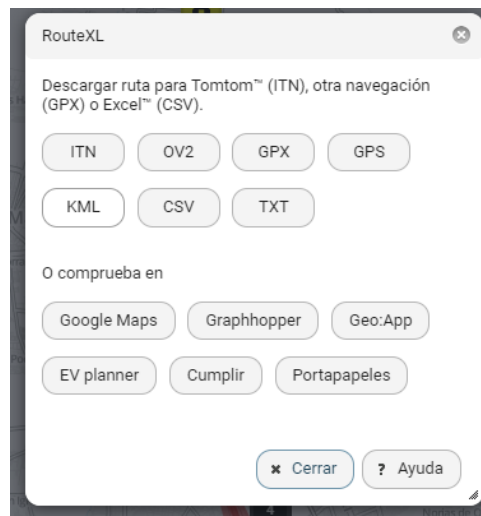 RouteXL
Descargar ruta para Tomtom™ (ITN), otra navegación
(GPX) o Excel™ (CSV).
ITN OV2 GPX GPS
KML CSV TXT
O comprueba en
Google Maps Graphhopper Geo:App
EV planner Cumplir Portapapeles
✖ Cerrar ? Ayuda
4